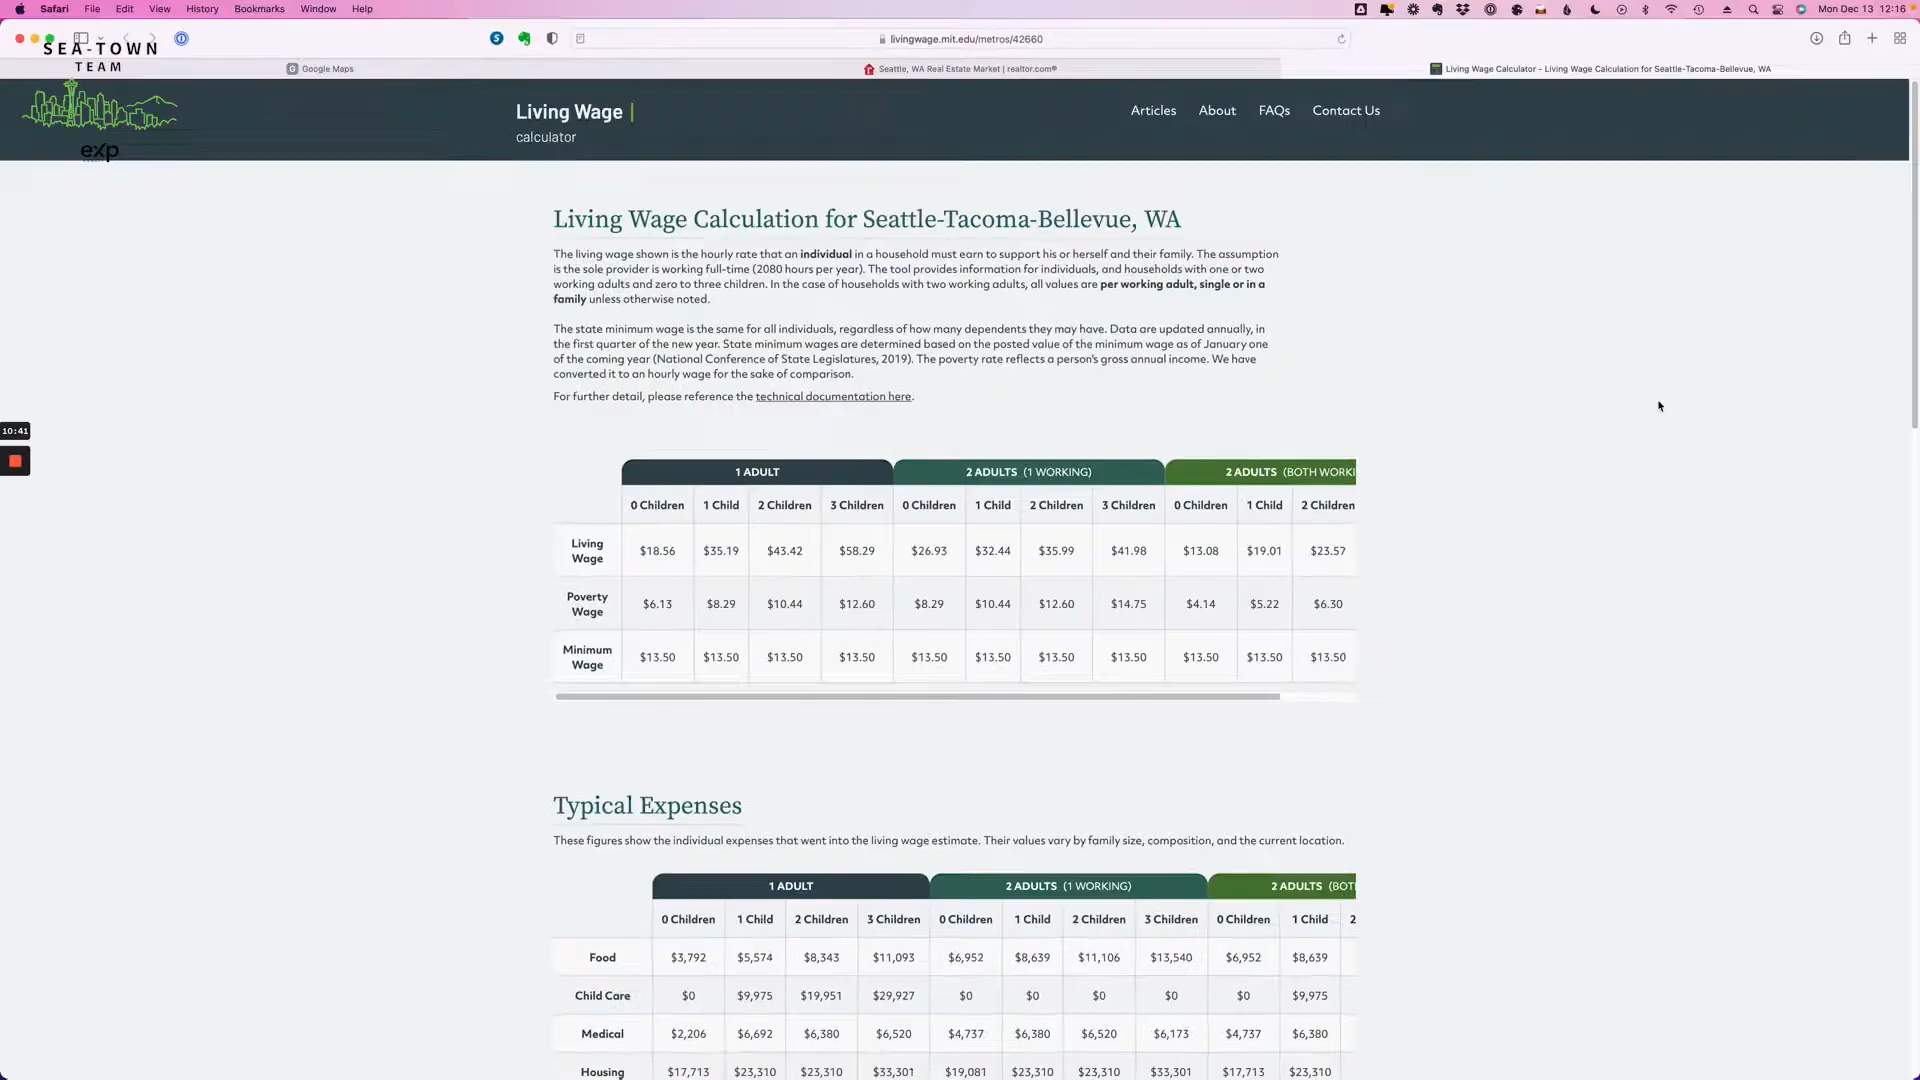 Safari File Edit View History Bookmarks Window Help Mon Dec 13 12:16
livingwage.mit.edu/metros/42660
SEA-TOWN
TEAM
exp
Google Maps
Seattle, WA Real Estate Market | realtor.com®
Living Wage Calculator - Living Wage Calculation for Seattle-Tacoma-Bellevue, WA
Living Wage |
calculator
Articles About FAQs Contact Us
Living Wage Calculation for Seattle-Tacoma-Bellevue, WA
The living wage shown is the hourly rate that an individual in a household must earn to support his or herself and their family. The assumption
is the sole provider is working full-time (2080 hours per year). The tool provides information for individuals, and households with one or two
working adults and zero to three children. In the case of households with two working adults, all values are per working adult, single or in a
family unless otherwise noted.
The state minimum wage is the same for all individuals, regardless of how many dependents they may have. Data are updated annually, in
the first quarter of the new year. State minimum wages are determined based on the posted value of the minimum wage as of January one
of the coming year (National Conference of State Legislatures, 2019). The poverty rate reflects a person's gross annual income. We have
converted it to an hourly wage for the sake of comparison.
For further detail, please reference the technical documentation here.
10:41
1 ADULT 2 ADULTS (1 WORKING) 2 ADULTS (BOTH WORKI
0 Children 1 Child 2 Children 3 Children 0 Children 1 Child 2 Children 3 Children 0 Children 1 Child 2 Children
Living
Wage
$18.56 $35.19 $43.42 $58.29 $26.93 $32.44 $35.99 $41.98 $13.08 $19.01 $23.57
Poverty
Wage
$6.13 $8.29 $10.44 $12.60 $8.29 $10.44 $12.60 $14.75 $4.14 $5.22 $6.30
Minimum
Wage
$13.50 $13.50 $13.50 $13.50 $13.50 $13.50 $13.50 $13.50 $13.50 $13.50 $13.50
Typical Expenses
These figures show the individual expenses that went into the living wage estimate. Their values vary by family size, composition, and the current location.
1 ADULT 2 ADULTS (1 WORKING) 2 ADULTS (BOTH
0 Children 1 Child 2 Children 3 Children 0 Children 1 Child 2 Children 3 Children 0 Children 1 Child 2
Food $3,792 $5,574 $8,343 $11,093 $6,952 $8,639 $11,106 $13,540 $6,952 $8,639
Child Care $0 $9,975 $19,951 $29,927 $0 $0 $0 $0 $0 $9,975
Medical $2,206 $6,692 $6,380 $6,520 $4,737 $6,380 $6,520 $6,173 $4,737 $6,380
Housing $17,713 $23,310 $23,310 $33,301 $19,081 $23,310 $23,310 $33,301 $17,713 $23,310